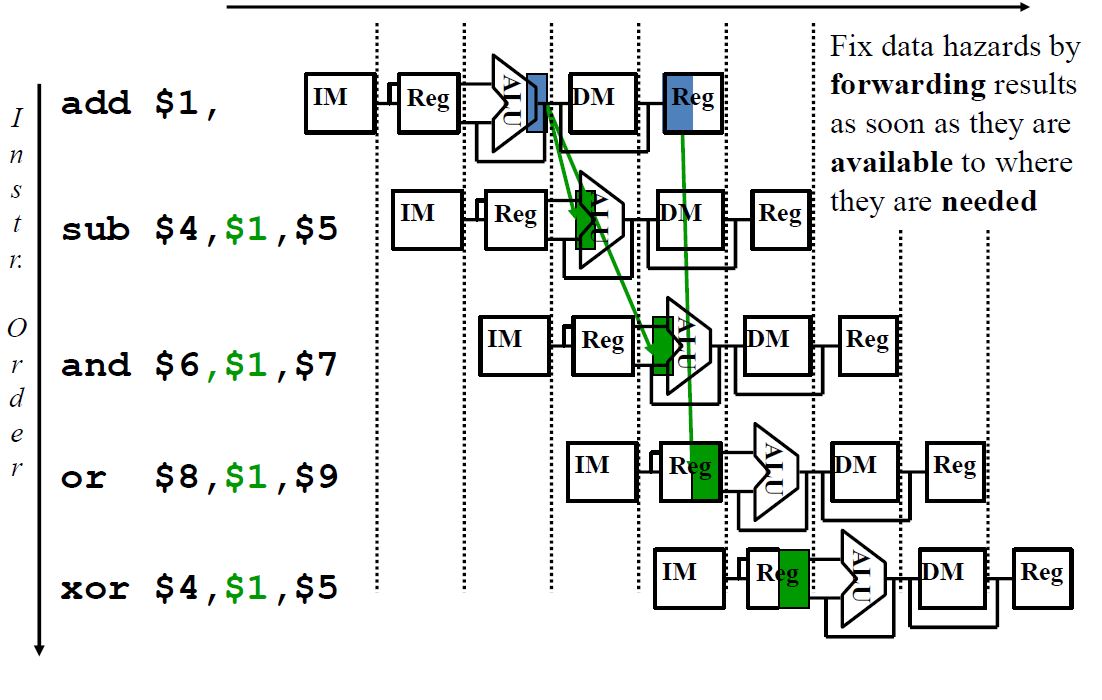 Fix data hazards by
forwarding results
as soon as they are
available to where
they are needed
Instr. Order
add $1,
IM Reg ALU DM Reg
sub $4,$1,$5
IM Reg ALU DM Reg
and $6,$1,$7
IM Reg ALU DM Reg
or $8,$1,$9
IM Reg ALU DM Reg
xor $4,$1,$5
IM Reg ALU DM Reg